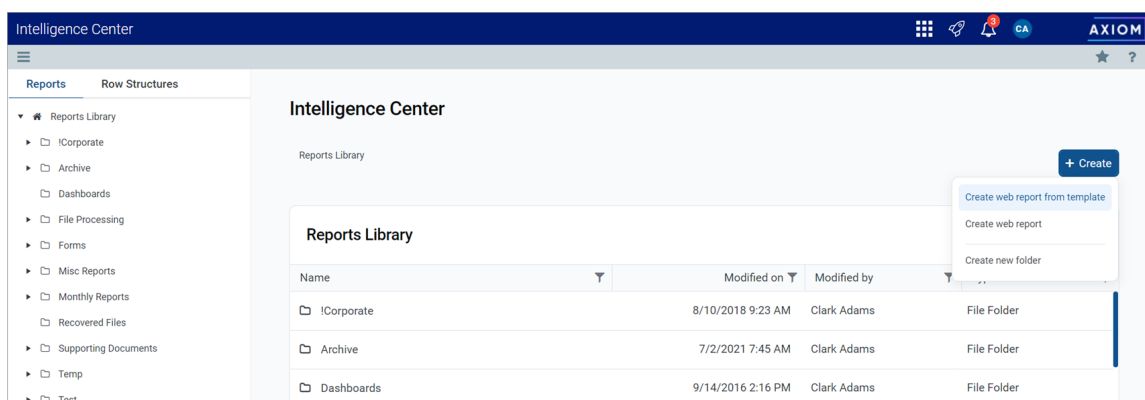 Intelligence Center
3
CA
AXIOM
?
Reports Row Structures
Reports Library
!Corporate
Archive
Dashboards
File Processing
Forms
Misc Reports
Monthly Reports
Recovered Files
Supporting Documents
Temp
Test
Intelligence Center
Reports Library
+ Create
Create web report from template
Create web report
Create new folder
Reports Library
Name Modified on Modified by
!Corporate 8/10/2018 9:23 AM Clark Adams File Folder
Archive 7/2/2021 7:45 AM Clark Adams File Folder
Dashboards 9/14/2016 2:16 PM Clark Adams File Folder